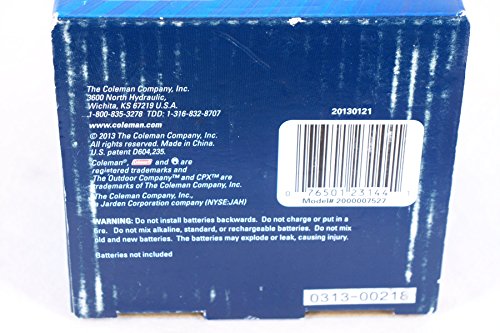 The Coleman Company, Inc.
3600 North Hydraulic,
Wichita, KS 67219 U.S.A.
1-800-835-3278 TDD: 1-316-832-8707
www.coleman.com
© 2013 The Coleman Company, Inc.
All rights reserved. Made in China.
U.S. patent D604,235.
Coleman®, Coleman and ® are
registered trademarks and
The Outdoor Company™ and CPX™ are
trademarks of The Coleman Company, Inc.
The Coleman Company, Inc.,
a Jarden Corporation company (NYSE:JAH)
20130121
0 76501 23144 1
Model# 2000007527
WARNING: Do not install batteries backwards. Do not charge or put in a
fire. Do not mix alkaline, standard, or rechargeable batteries. Do not mix
old and new batteries. The batteries may explode or leak, causing injury.
Batteries not included
0313-00218